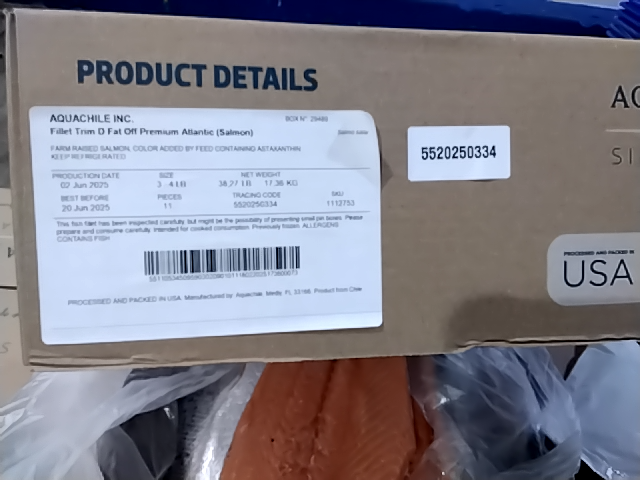 PRODUCT DETAILS
AQUACHILE INC.
Fillet Trim D Fat Off Premium Atlantic (Salmon)
FARM RAISED SALMON, COLOR ADDED BY FEED CONTAINING ASTAXANTHIN
KEEP REFRIGERATED
PRODUCTION DATE SIZE NET WEIGHT
02 Jun 2025 3 - 4 LB 38,27 LB 17,36 KG
BEST BEFORE PIECES TRACING CODE SKU
20 Jun 2025 11 5520250334 1112753
This fish fillet has been inspected carefully, but might be the possibility of presenting small pin bones. Please
prepare and consume carefully. Intended for cooked consumption. Previously frozen. ALLERGENS:
CONTAINS FISH
PROCESSED AND PACKED IN USA. Manufactured by: Aquachile. Medly, FL 33166. Product from Chile
5520250334
PROCESSED AND PACKED IN
USA